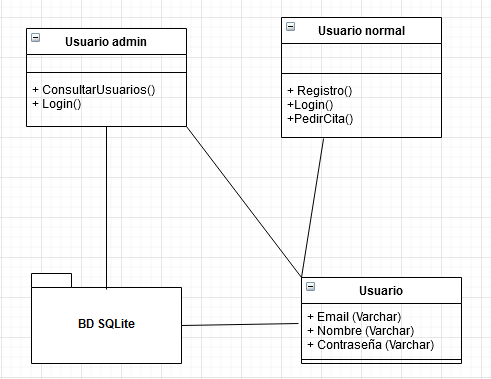 Usuario admin
+ ConsultarUsuarios()
+ Login()
Usuario normal
+ Registro()
+Login()
+PedirCita()
BD SQLite
Usuario
+ Email (Varchar)
+ Nombre (Varchar)
+ Contraseña (Varchar)